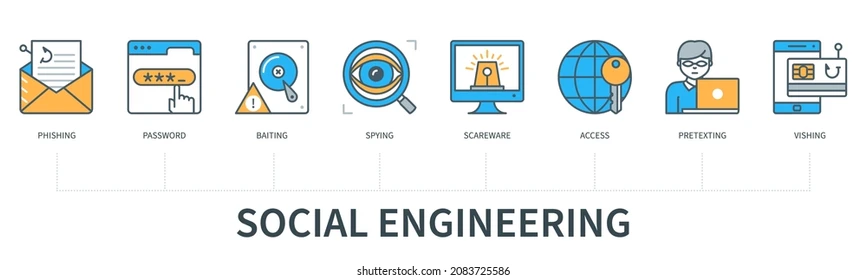 ***_
PHISHING
PASSWORD
BAITING
SPYING
SCAREWARE
ACCESS
PRETEXTING
VISHING
SOCIAL ENGINEERING
shutterstock.com · 2083725586